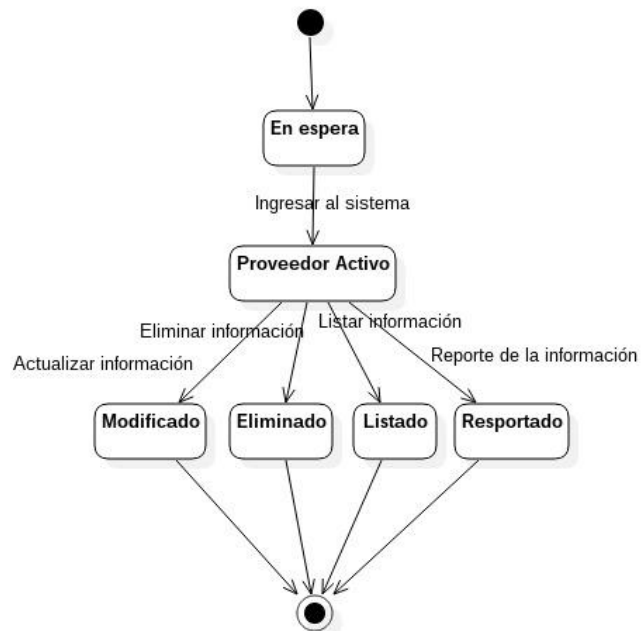 En espera
Ingresar al sistema
Proveedor Activo
Eliminar información
Listar información
Actualizar información
Reporte de la información
Modificado
Eliminado
Listado
Resportado